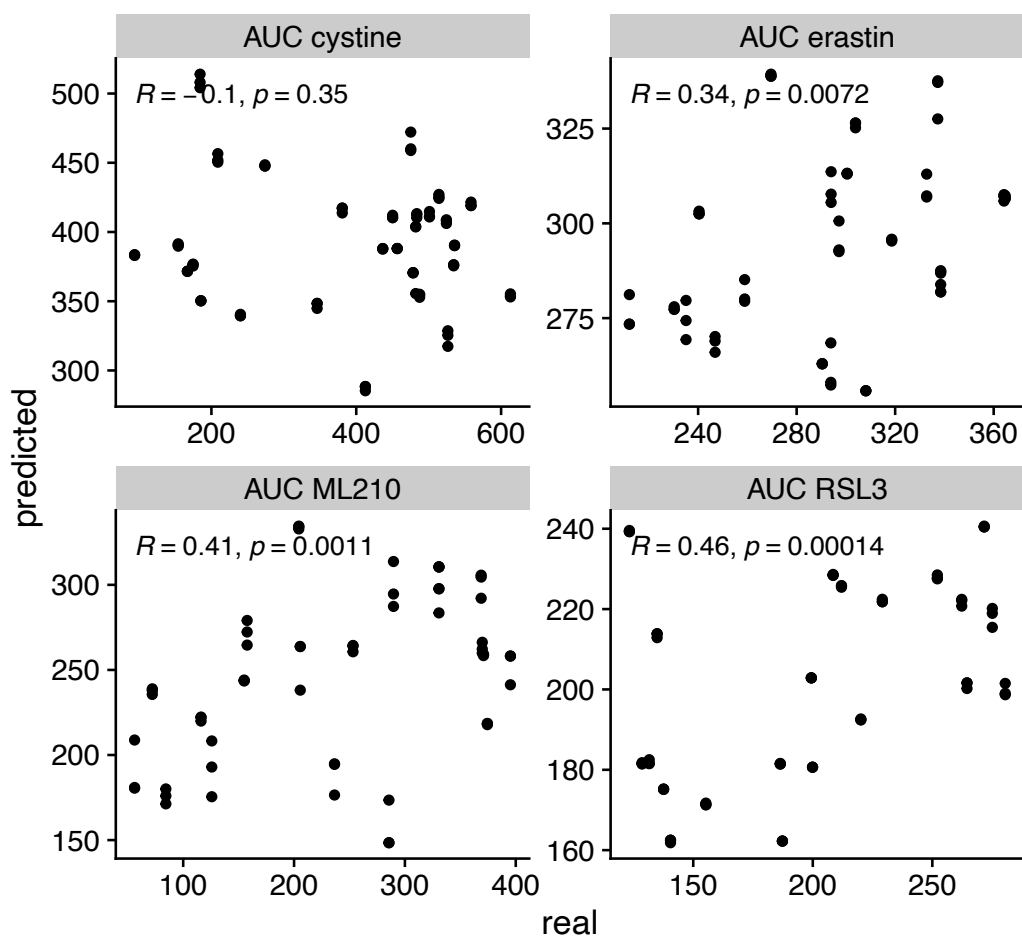 AUC cystine
R = −0.1, p = 0.35
500
450
400
350
300
200 400 600
AUC erastin
R = 0.34, p = 0.0072
325
300
275
240 280 320 360
predicted
AUC ML210
R = 0.41, p = 0.0011
300
250
200
150
100 200 300 400
AUC RSL3
R = 0.46, p = 0.00014
240
220
200
180
160
150 200 250
real